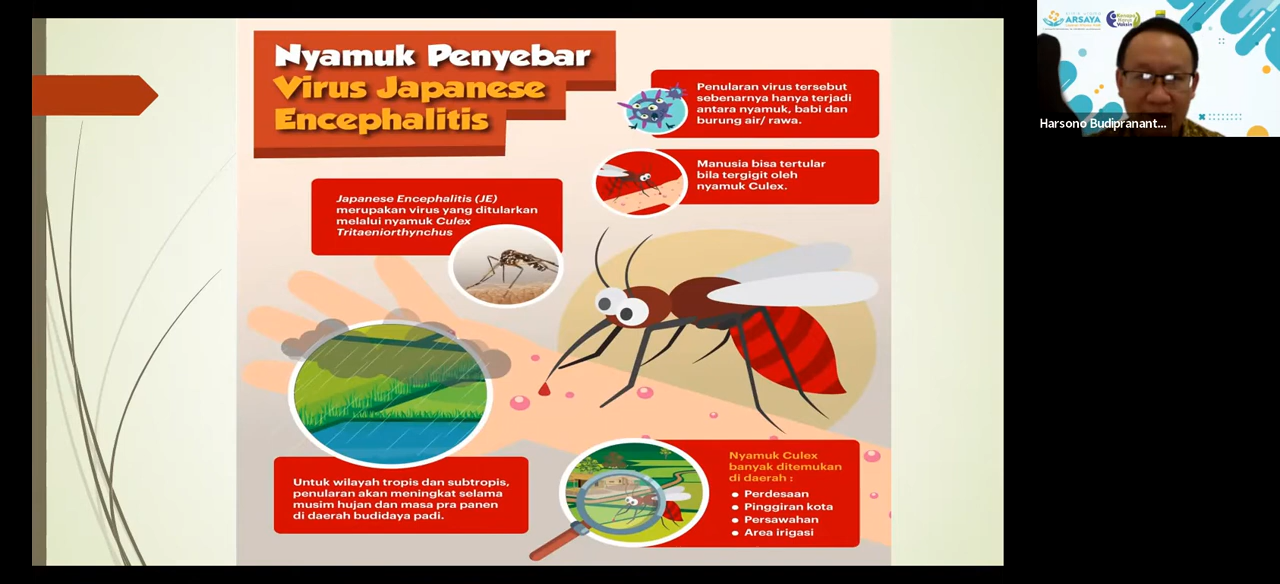 Nyamuk Penyebar
Virus Japanese
Encephalitis
Penularan virus tersebut
sebenarnya hanya terjadi
antara nyamuk, babi dan
burung air/ rawa.
Manusia bisa tertular
bila tergigit oleh
nyamuk Culex.
Japanese Encephalitis (JE)
merupakan virus yang ditularkan
melalui nyamuk Culex
Tritaeniorthynchus
Untuk wilayah tropis dan subtropis,
penularan akan meningkat selama
musim hujan dan masa pra panen
di daerah budidaya padi.
Nyamuk Culex
banyak ditemukan
di daerah :
Perdesaan
Pinggiran kota
Persawahan
Area irigasi
ARSAYA
Kenapa
Harus
Vaksin
Harsono Budipranant...